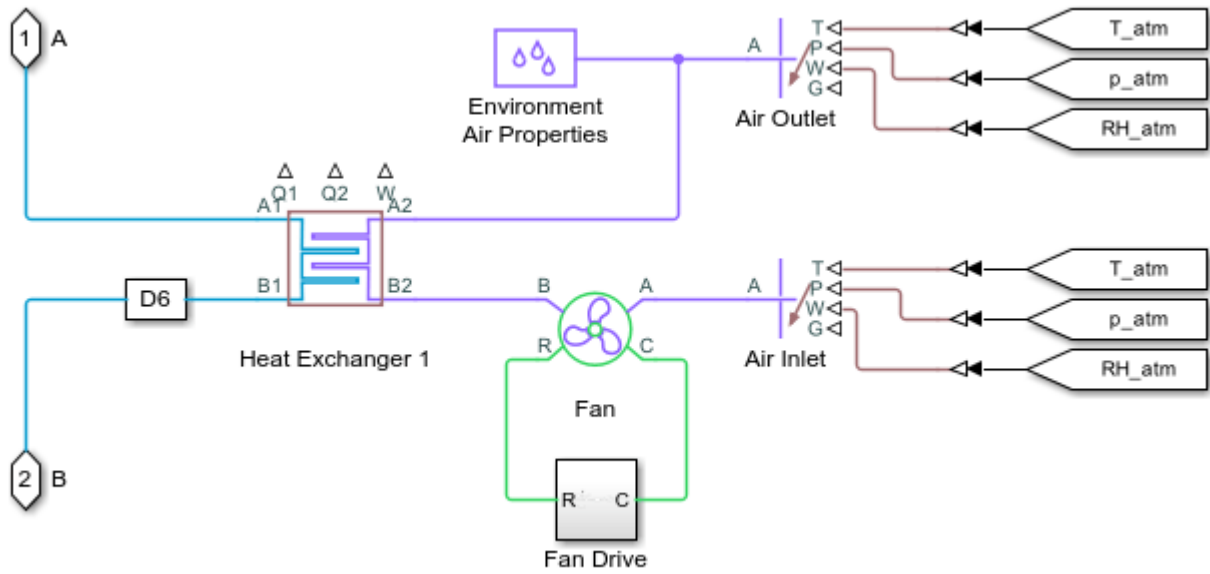 1 A
T
P
W
G
T_atm
p_atm
RH_atm
A
Environment
Air Properties
Air Outlet
Q1 Q2 W
A1 A2
B1 B2
D6
Heat Exchanger 1
B A
R C
Fan
A
T
P
W
G
Air Inlet
T_atm
p_atm
RH_atm
2 B
R C
Fan Drive